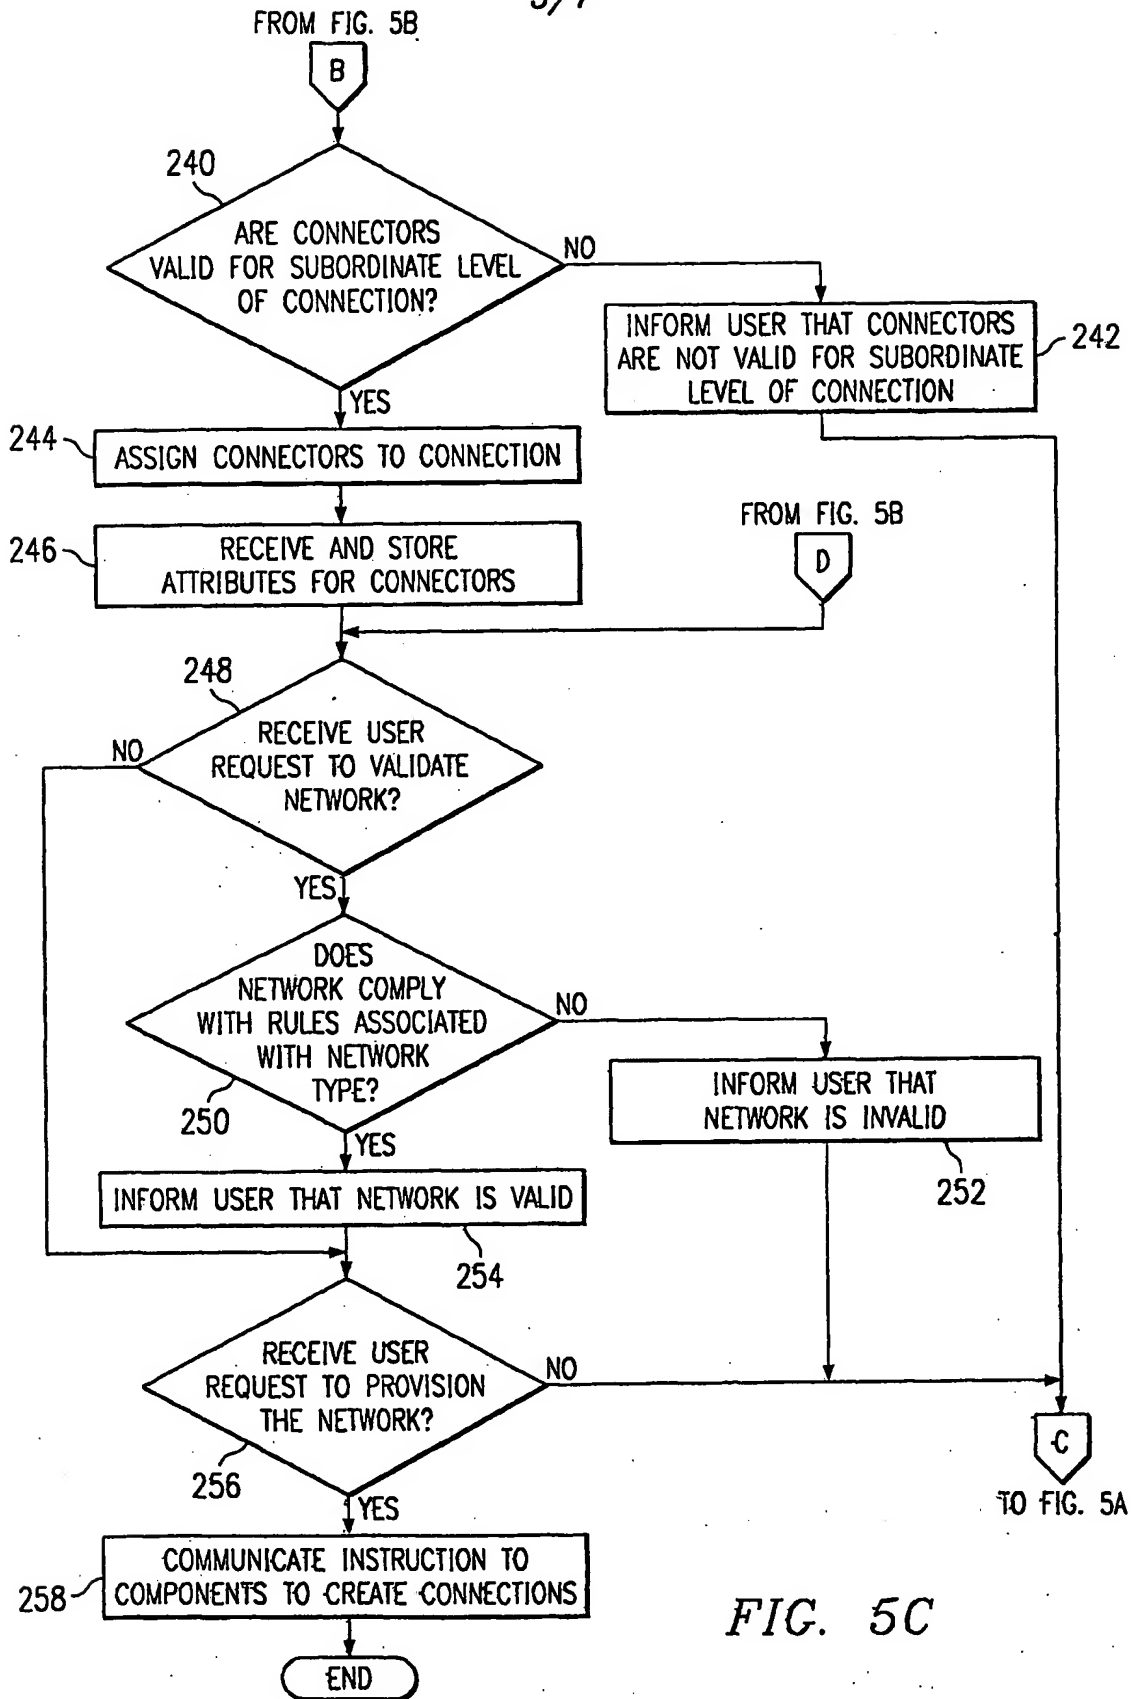 FROM FIG. 5B
B
240
ARE CONNECTORS
VALID FOR SUBORDINATE LEVEL
OF CONNECTION?
NO
INFORM USER THAT CONNECTORS
ARE NOT VALID FOR SUBORDINATE
LEVEL OF CONNECTION
242
YES
244
ASSIGN CONNECTORS TO CONNECTION
246
RECEIVE AND STORE
ATTRIBUTES FOR CONNECTORS
FROM FIG. 5B
D
248
NO
RECEIVE USER
REQUEST TO VALIDATE
NETWORK?
YES
DOES
NETWORK COMPLY
WITH RULES ASSOCIATED
WITH NETWORK
TYPE?
250
NO
INFORM USER THAT
NETWORK IS INVALID
252
YES
INFORM USER THAT NETWORK IS VALID
254
RECEIVE USER
REQUEST TO PROVISION
THE NETWORK?
256
NO
C
TO FIG. 5A
YES
258
COMMUNICATE INSTRUCTION TO
COMPONENTS TO CREATE CONNECTIONS
END
FIG. 5C